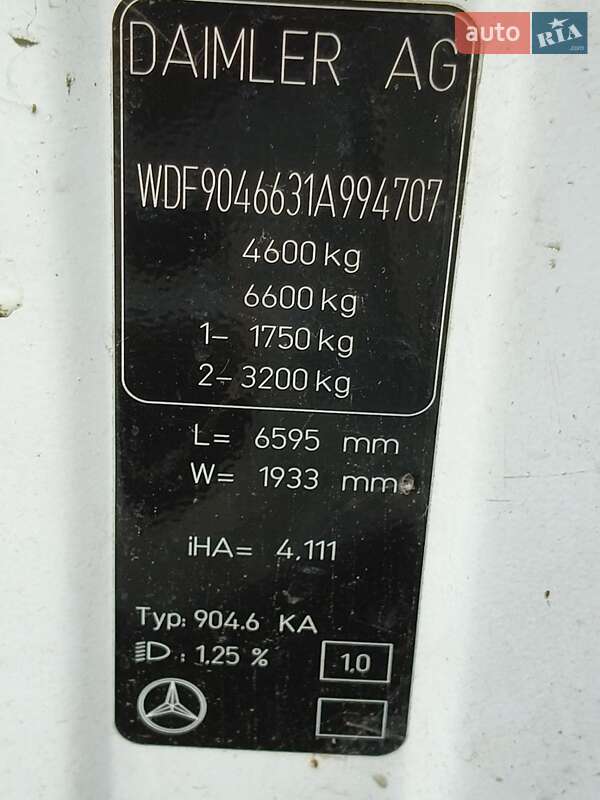 auto RIA.com
DAIMLER AG
WDF9046631A994707
4600 kg
6600 kg
1- 1750 kg
2- 3200 kg
L= 6595 mm
W= 1933 mm
iHA= 4,111
Typ: 904.6 KA
: 1,25 % 1.0